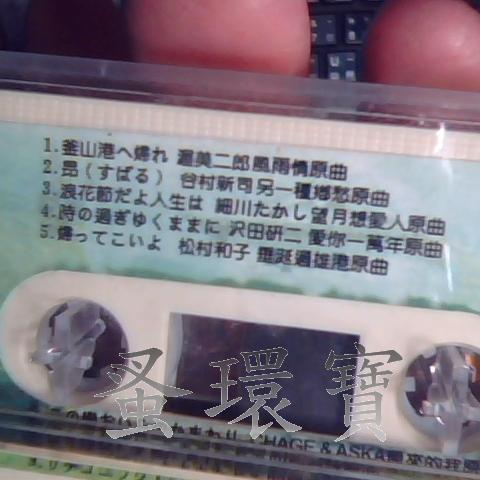 1.釜山港へ帰れ 渥美二郎 風雨情原曲
2.昴(すばる) 谷村新司 另一種鄉愁原曲
3.浪花節だよ人生は 細川たかし 望月想愛人原曲
4.時の過ぎゆくままに 沢田研二 愛你一萬年原曲
5.帰ってこいよ 松村和子 原曲
蚤環寶
HAGE & ASKA